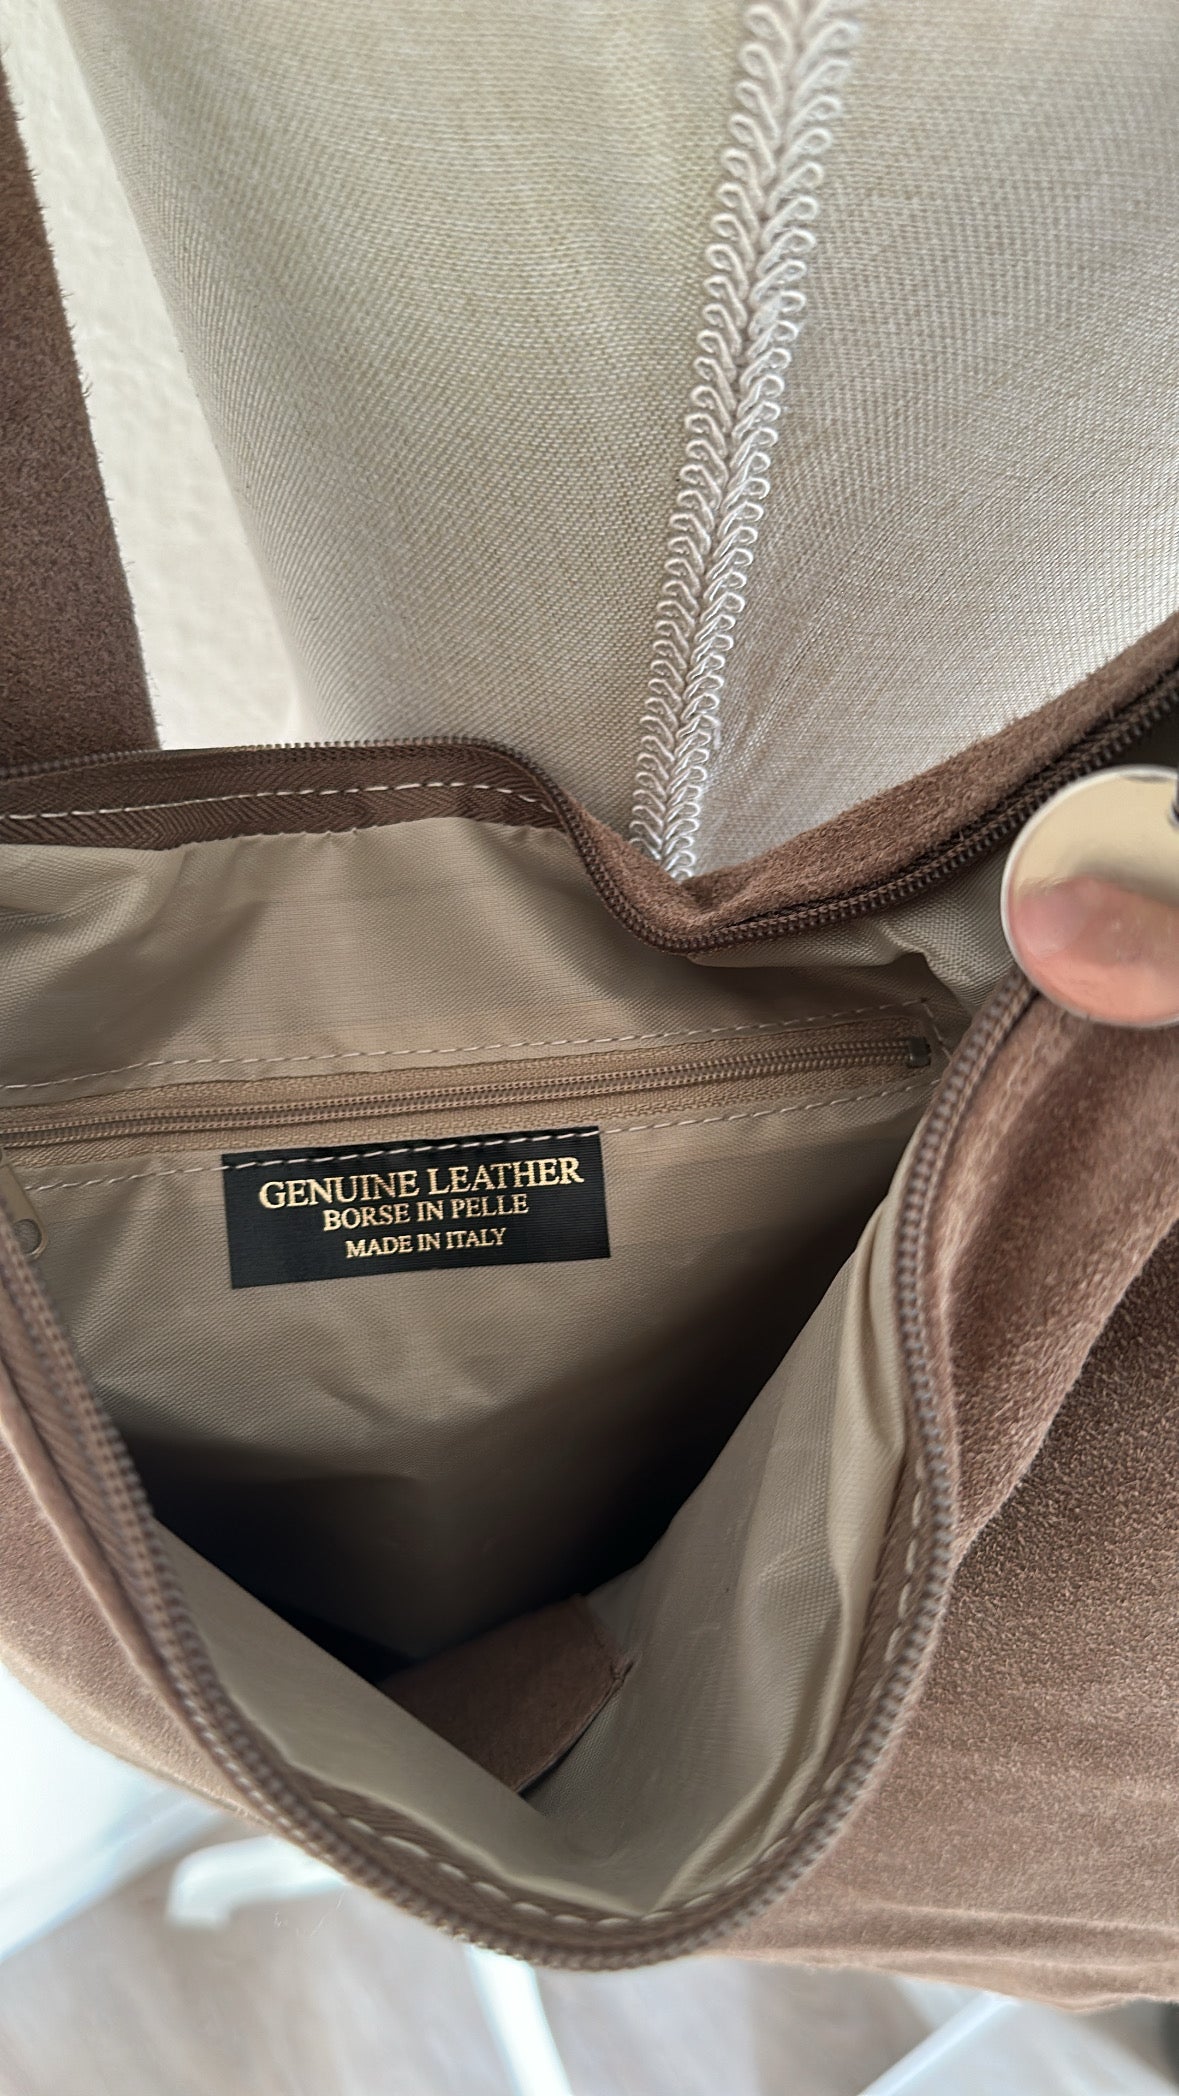 GENUINE LEATHER
BORSE IN PELLE
MADE IN ITALY